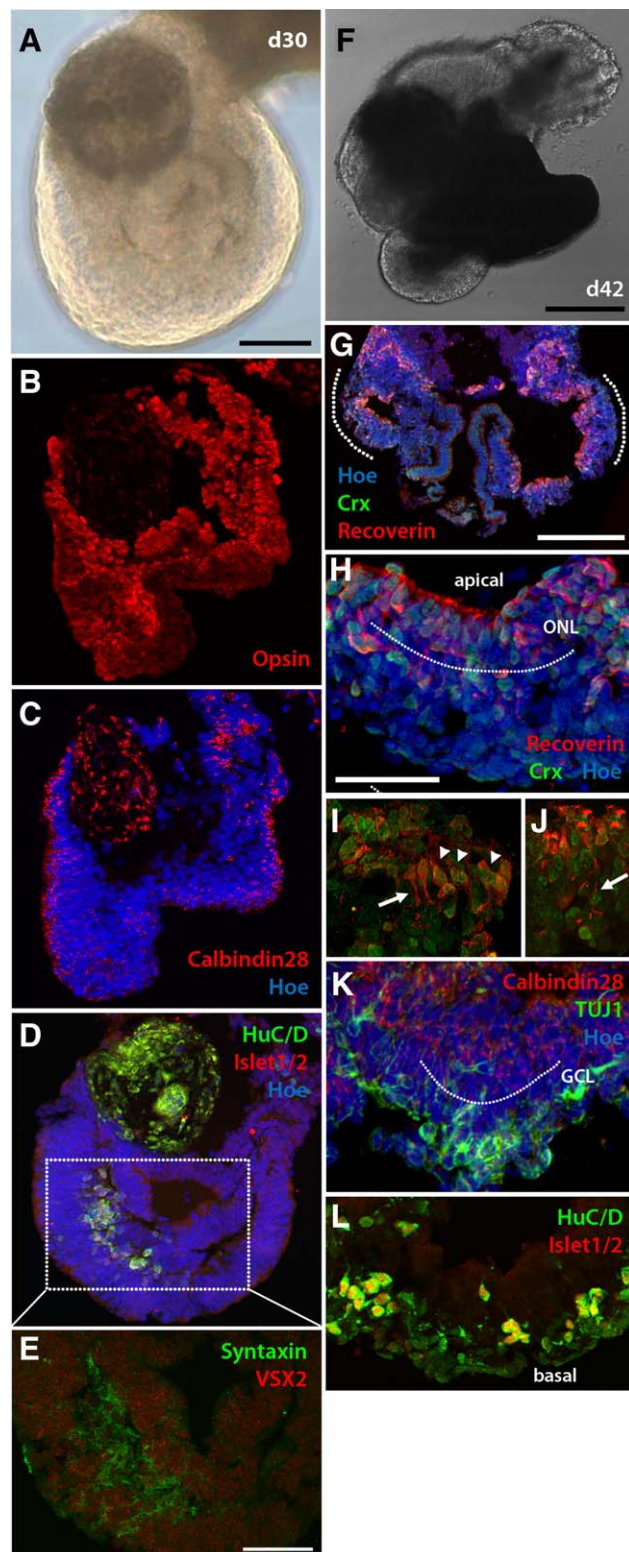 A
d30
B
Opsin
C
Calbindin28
Hoe
D
HuC/D
Islet1/2
Hoe
E
Syntaxin
VSX2
F
d42
G
Hoe
Crx
Recoverin
H
apical
ONL
Recoverin
Crx Hoe
I
J
K
Calbindin28
TUJ1
Hoe
GCL
L
HuC/D
Islet1/2
basal